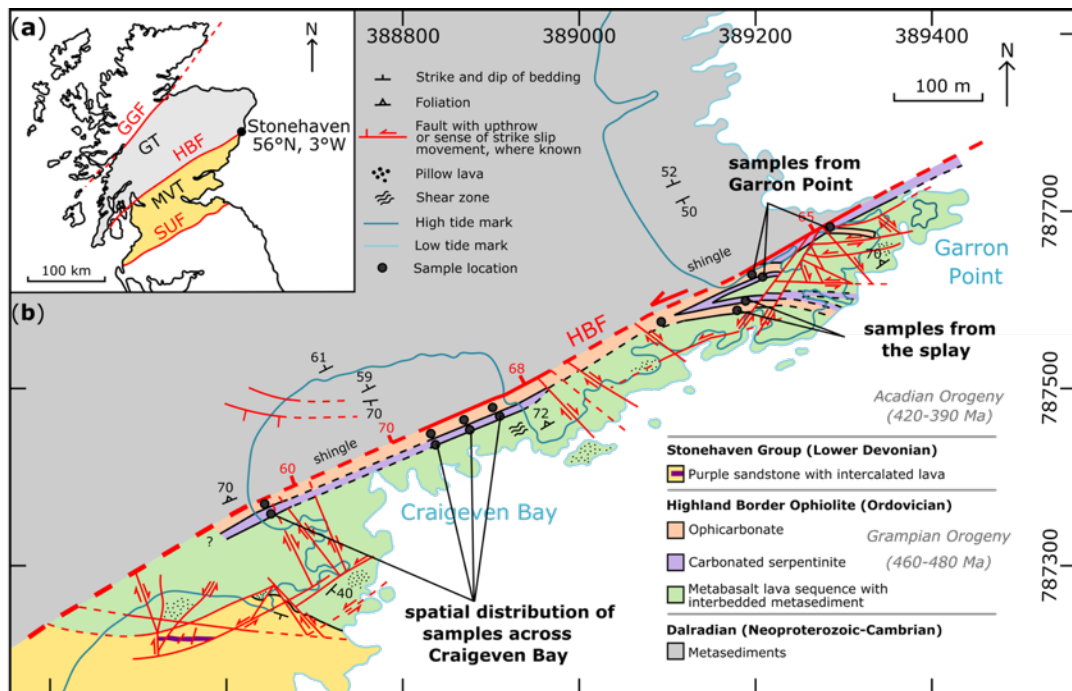 (a)
N
GGF
GT
HBF
Stonehaven
56°N, 3°W
MVT
SUF
100 km
388800
389000
389200
389400
N
100 m
Strike and dip of bedding
Foliation
Fault with upthrow
or sense of strike slip
movement, where known
Pillow lava
Shear zone
High tide mark
Low tide mark
Sample location
(b)
52
50
samples from
Garron Point
65
shingle
70
Garron
Point
787700
samples from
the splay
HBF
61
59
70
70
68
72
shingle
60
70
?
Craigeven Bay
40
spatial distribution of
samples across
Craigeven Bay
787500
Acadian Orogeny
(420-390 Ma)
Stonehaven Group (Lower Devonian)
Purple sandstone with intercalated lava
Highland Border Ophiolite (Ordovician)
Ophicarbonate
Grampian Orogeny
Carbonated serpentinite
(460-480 Ma)
Metabasalt lava sequence with
interbedded metasediment
Dalradian (Neoproterozoic-Cambrian)
Metasediments
787300